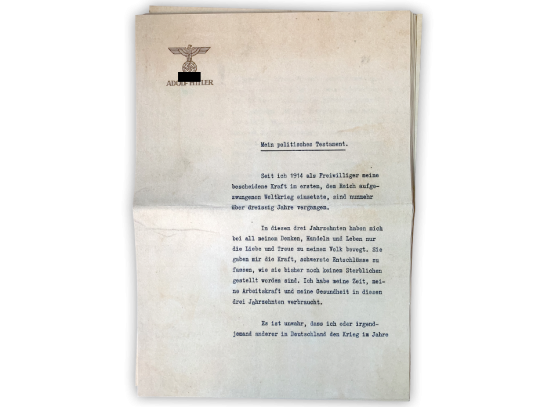 ADOLF HITLER
Mein politisches Testament.
Seit ich 1914 als Freiwilliger meine
bescheidene Kraft im ersten, dem Reich aufge-
zwungenen Weltkrieg einsetzte, sind nunmehr
über dreissig Jahre vergangen.
In diesen drei Jahrzehnten haben mich
bei all meinem Denken, Handeln und Leben nur
die Liebe und Treue zu meinem Volk bewegt. Sie
gaben mir die Kraft, schwerste Entschlüsse zu
fassen, wie sie bisher noch keinem Sterblichen
gestellt worden sind. Ich habe meine Zeit, mei-
ne Arbeitskraft und meine Gesundheit in diesen
drei Jahrzehnten verbraucht.
Es ist unwahr, dass ich oder irgend-
jemand anderer in Deutschland den Krieg im Jahre